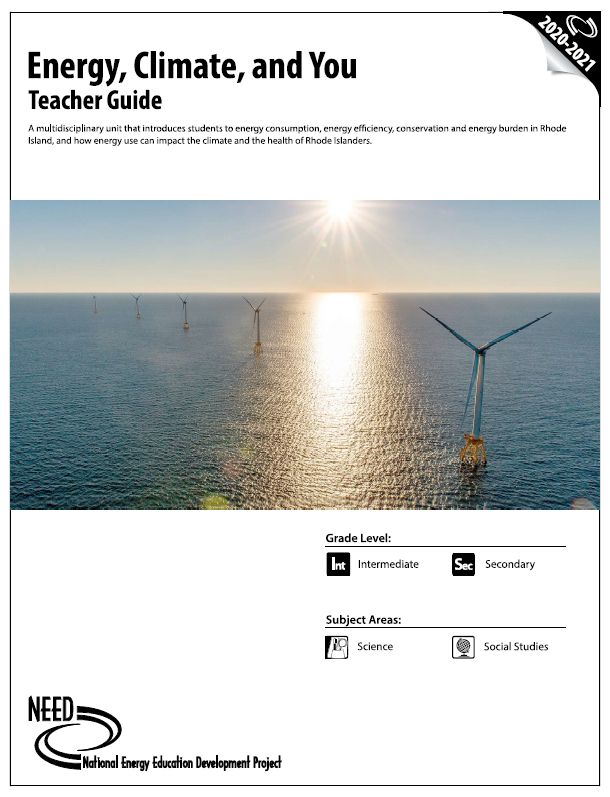 2020-2021
Energy, Climate, and You
Teacher Guide
A multidisciplinary unit that introduces students to energy consumption, energy efficiency, conservation and energy burden in Rhode
Island, and how energy use can impact the climate and the health of Rhode Islanders.
Grade Level:
Int Intermediate Sec Secondary
Subject Areas:
Science Social Studies
NEED
National Energy Education Development Project